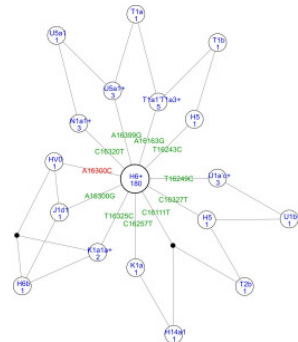 T1a
1
U5a1
1
T1b
1
U5a1+
3
T1a1'T1a3+
5
A16399G
A16163G
N1a1+
3
H5
1
C16320T
T16243C
HV0
1
A16300C
H6+
180
T16249C
U1a'c+
3
A16300G
C16327T
J1d1
1
T16325C
C16111T
H5
1
U1b
1
C16257T
K1a1a+
2
K1a
1
H6b
1
T2b
1
H14a1
1